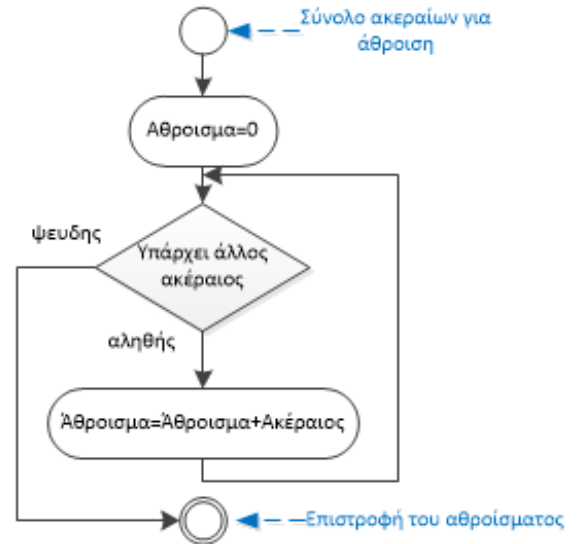 Σύνολο ακεραίων για
άθροιση
Αθροισμα=0
ψευδης
Υπάρχει άλλος
ακέραιος
αληθής
Άθροισμα=Άθροισμα+Ακέραιος
Επιστροφή του αθροίσματος